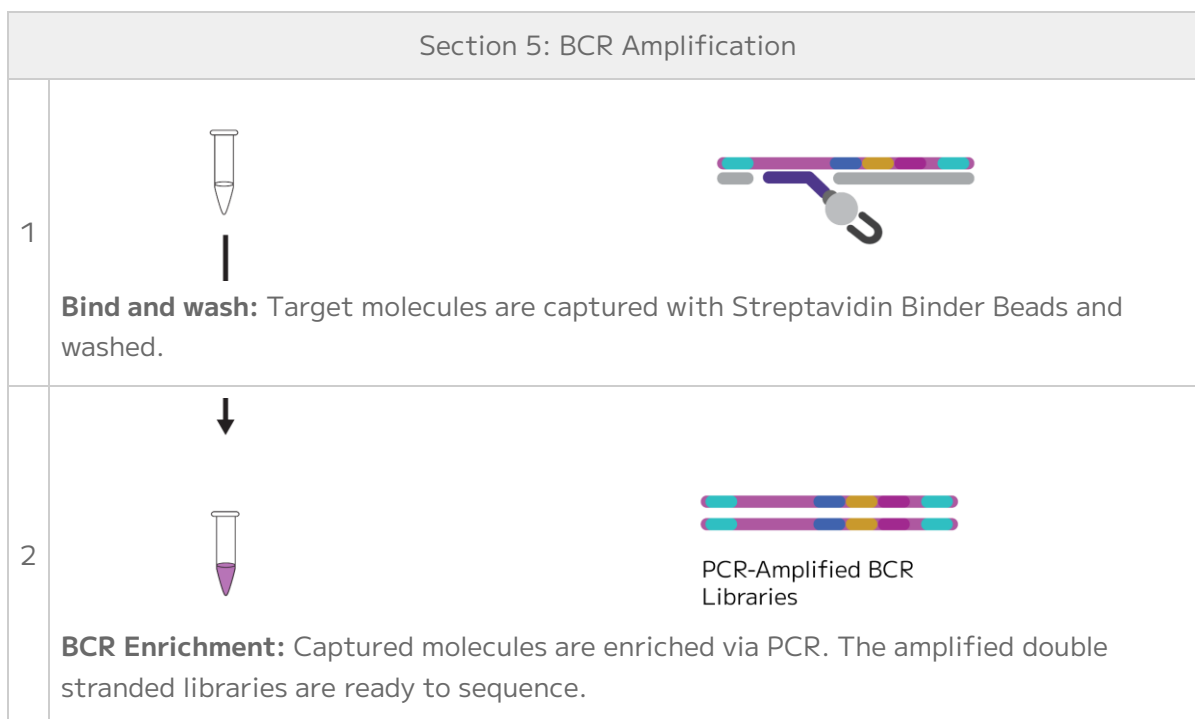 Section 5: BCR Amplification
1
Bind and wash: Target molecules are captured with Streptavidin Binder Beads and
washed.
2
PCR-Amplified BCR
Libraries
BCR Enrichment: Captured molecules are enriched via PCR. The amplified double
stranded libraries are ready to sequence.